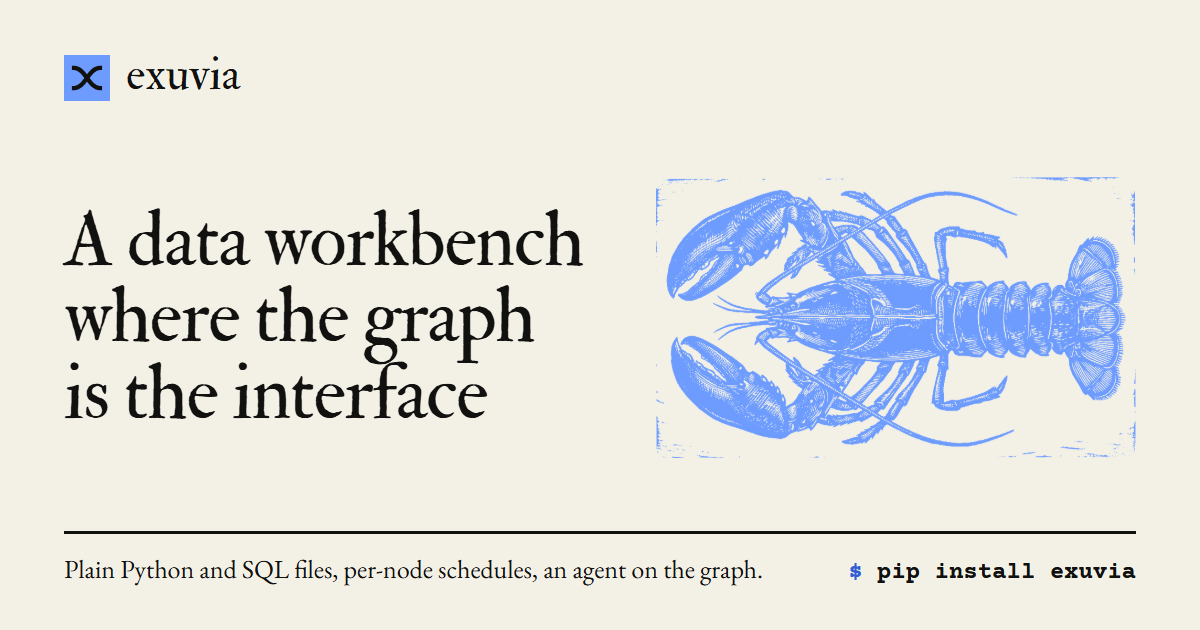 exuvia
A data workbench
where the graph
is the interface
Plain Python and SQL files, per-node schedules, an agent on the graph.
$ pip install exuvia